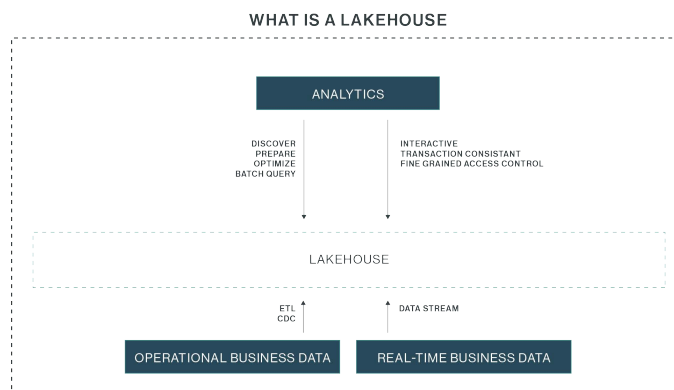 WHAT IS A LAKEHOUSE
ANALYTICS
DISCOVER
PREPARE
OPTIMIZE
BATCH QUERY
INTERACTIVE
TRANSACTION CONSISTANT
FINE GRAINED ACCESS CONTROL
LAKEHOUSE
ETL
CDC
DATA STREAM
OPERATIONAL BUSINESS DATA
REAL-TIME BUSINESS DATA